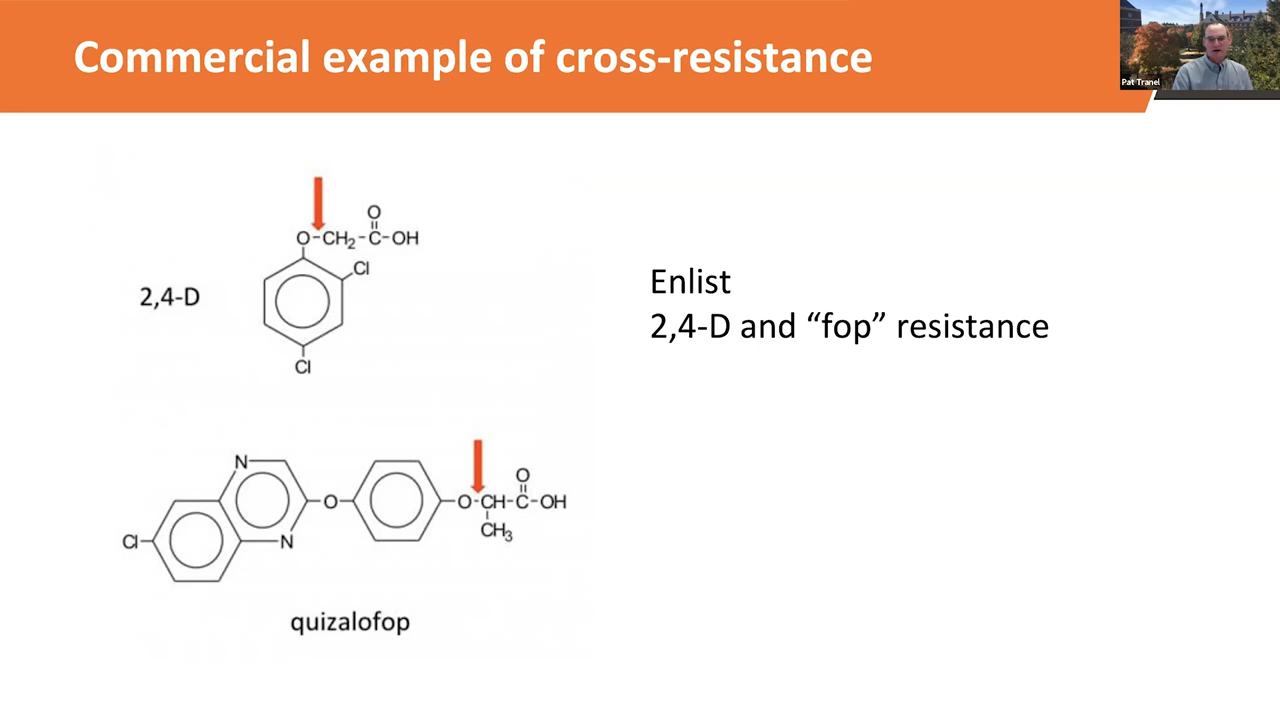 Commercial example of cross-resistance
Pat Tranel
O
O-CH2-C-OH
Cl
2,4-D
Cl
Enlist
2,4-D and “fop” resistance
N
O
O
O-CH-C-OH
CH3
Cl
N
quizalofop